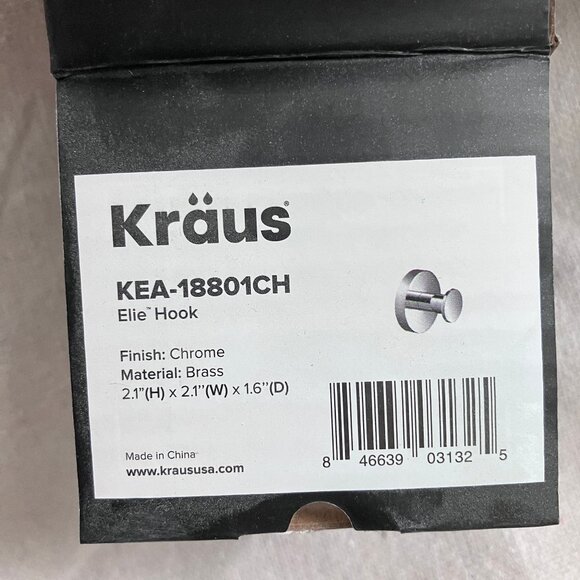 Kräus®
KEA-18801CH
Elie™ Hook
Finish: Chrome
Material: Brass
2.1"(H) x 2.1''(W) x 1.6''(D)
Made in China
www.kraususa.com
8 46639 03132 5